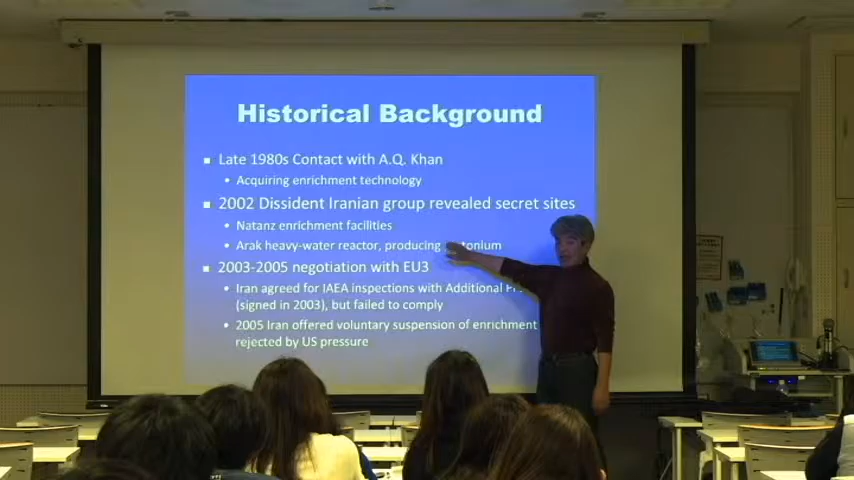 Historical Background
▪ Late 1980s Contact with A.Q. Khan
• Acquiring enrichment technology
▪ 2002 Dissident Iranian group revealed secret sites
• Natanz enrichment facilities
• Arak heavy-water reactor, producing
▪ 2003-2005 negotiation with EU3
• Iran agreed for IAEA inspections with Additional
(signed in 2003), but failed to comply
• 2005 Iran offered voluntary suspension of enrichment
rejected by US pressure